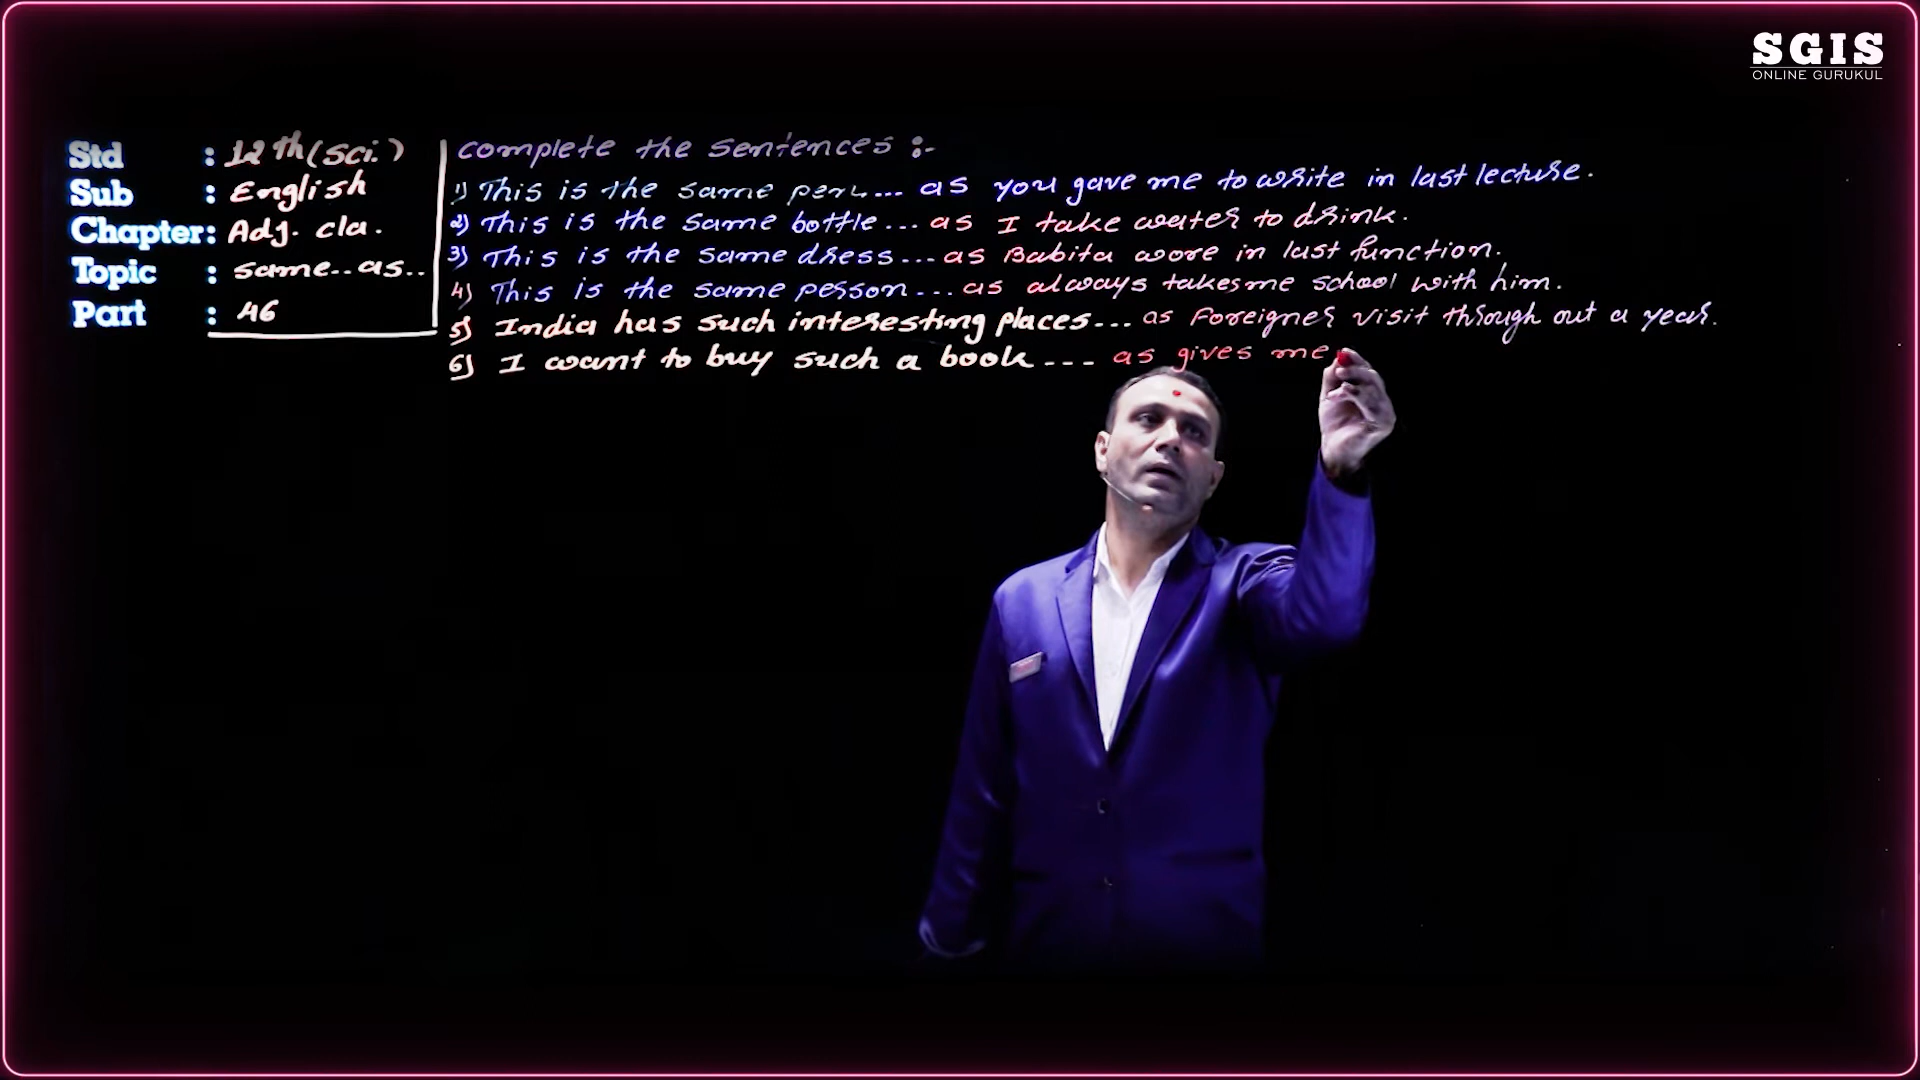 SGIS
ONLINE GURUKUL
Std : 12th (sci.)
Sub : English
Chapter: Adj. cla.
Topic : same..as..
Part : 46
complete the sentences :-
1) This is the same pen... as you gave me to write in last lecture.
2) This is the same bottle... as I take water to drink.
3) This is the same dress... as Babita wore in last function.
4) This is the same person... as always takes me school with him.
5) India has such interesting places... as Foreigner visit through out a year.
6) I want to buy such a book --- as gives me